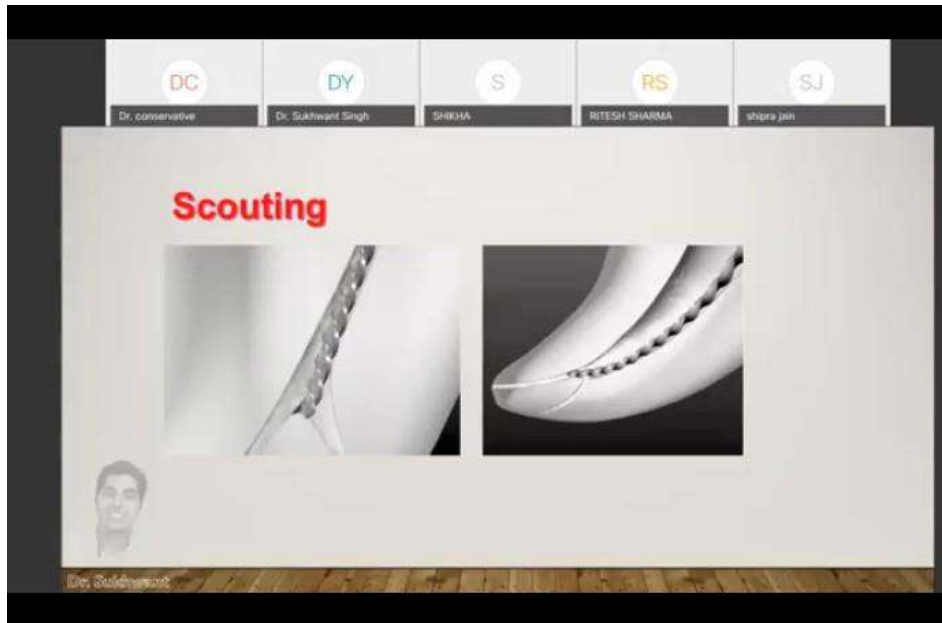 DC
DY
S
RS
SJ
Dr. conservative
Dr. Sukhwant Singh
SHIKHA
RITESH SHARMA
shipra jain
Scouting
Dr. Sukhwant